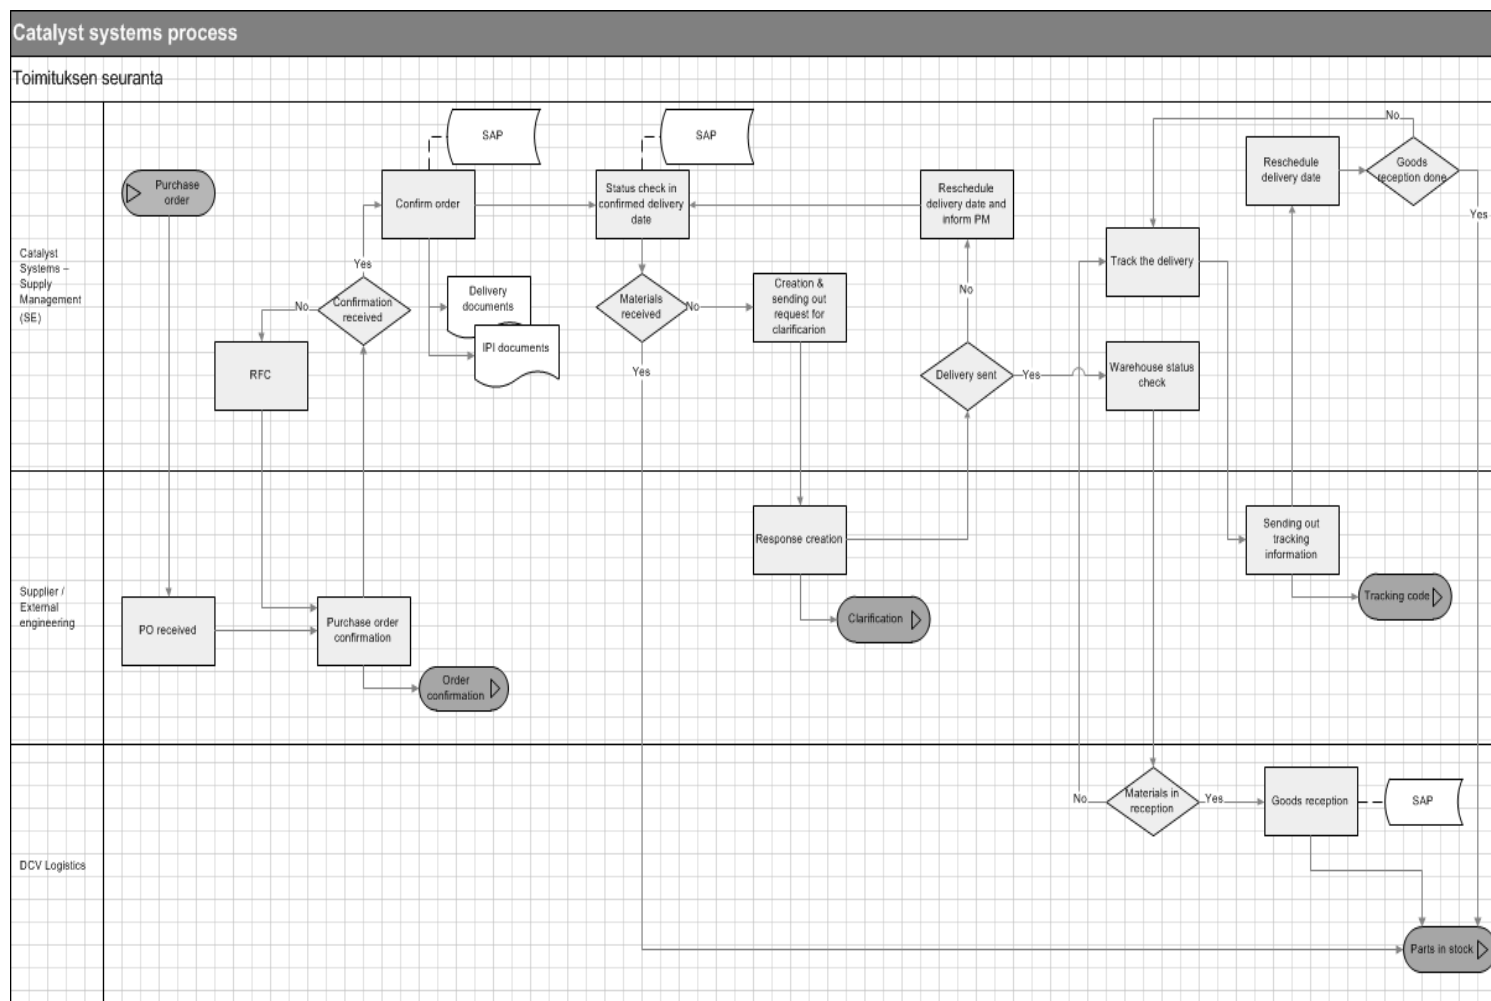 Catalyst systems process
Toimituksen seuranta
Catalyst
Systems –
Supply
Management
(SE)
Purchase
order
SAP
Confirm order
Yes
Confirmation
received
No
RFC
Delivery
documents
IPI documents
SAP
Status check in
confirmed delivery
date
Materials
received
No
Yes
Creation &
sending out
request for
clarificarion
Reschedule
delivery date and
inform PM
No
Delivery sent
Yes
Track the delivery
Warehouse status
check
Reschedule
delivery date
No
Goods
reception done
Yes
Supplier /
External
engineering
PO received
Purchase order
confirmation
Order
confirmation
Response creation
Clarification
Sending out
tracking
information
Tracking code
DCV Logistics
No
Materials in
reception
Yes
Goods reception
SAP
Parts in stock